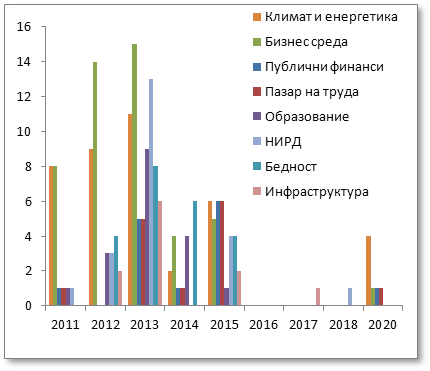 16
14
12
10
8
6
4
2
0
2011 2012 2013 2014 2015 2016 2017 2018 2020
Климат и енергетика
Бизнес среда
Публични финанси
Пазар на труда
Образование
НИРД
Бедност
Инфраструктура